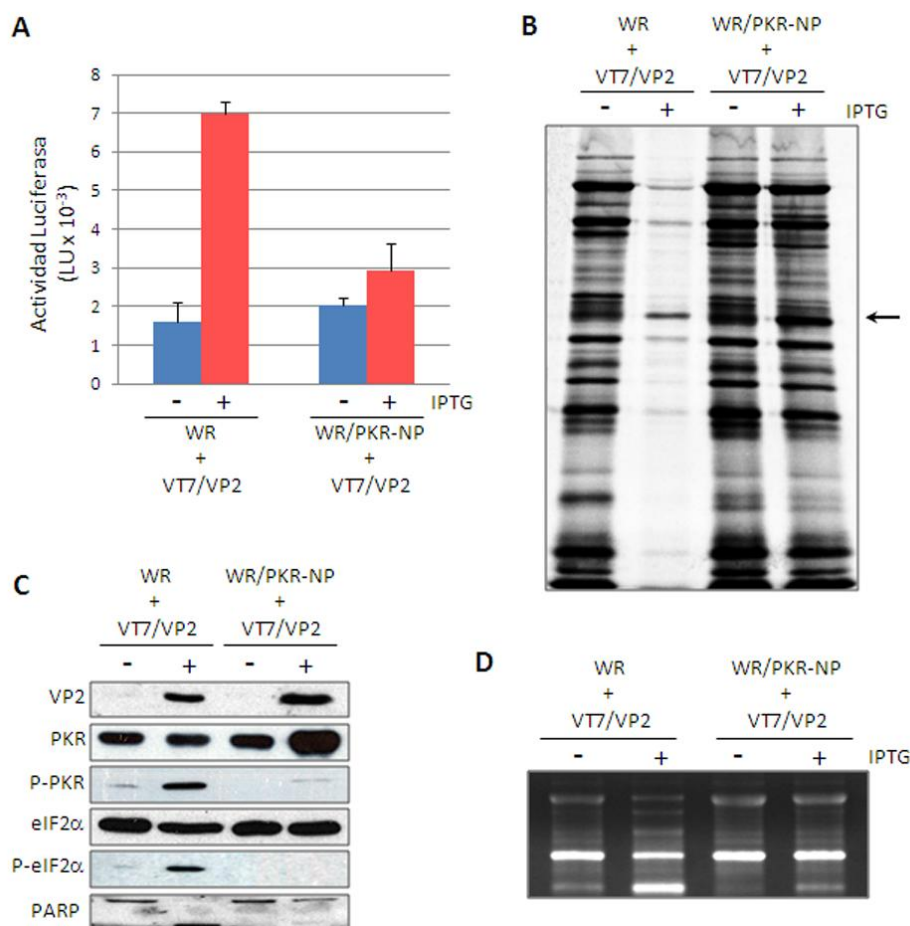 A
Actividad Luciferasa
(LU x 10⁻³)
8
7
6
5
4
3
2
1
0
- + - + IPTG
WR WR/PKR-NP
+ +
VT7/VP2 VT7/VP2
B
WR WR/PKR-NP
+ +
VT7/VP2 VT7/VP2
- + - + IPTG
C
WR WR/PKR-NP
+ +
VT7/VP2 VT7/VP2
- + - +
VP2
PKR
P-PKR
eIF2α
P-eIF2α
PARP
D
WR WR/PKR-NP
+ +
VT7/VP2 VT7/VP2
- + - + IPTG